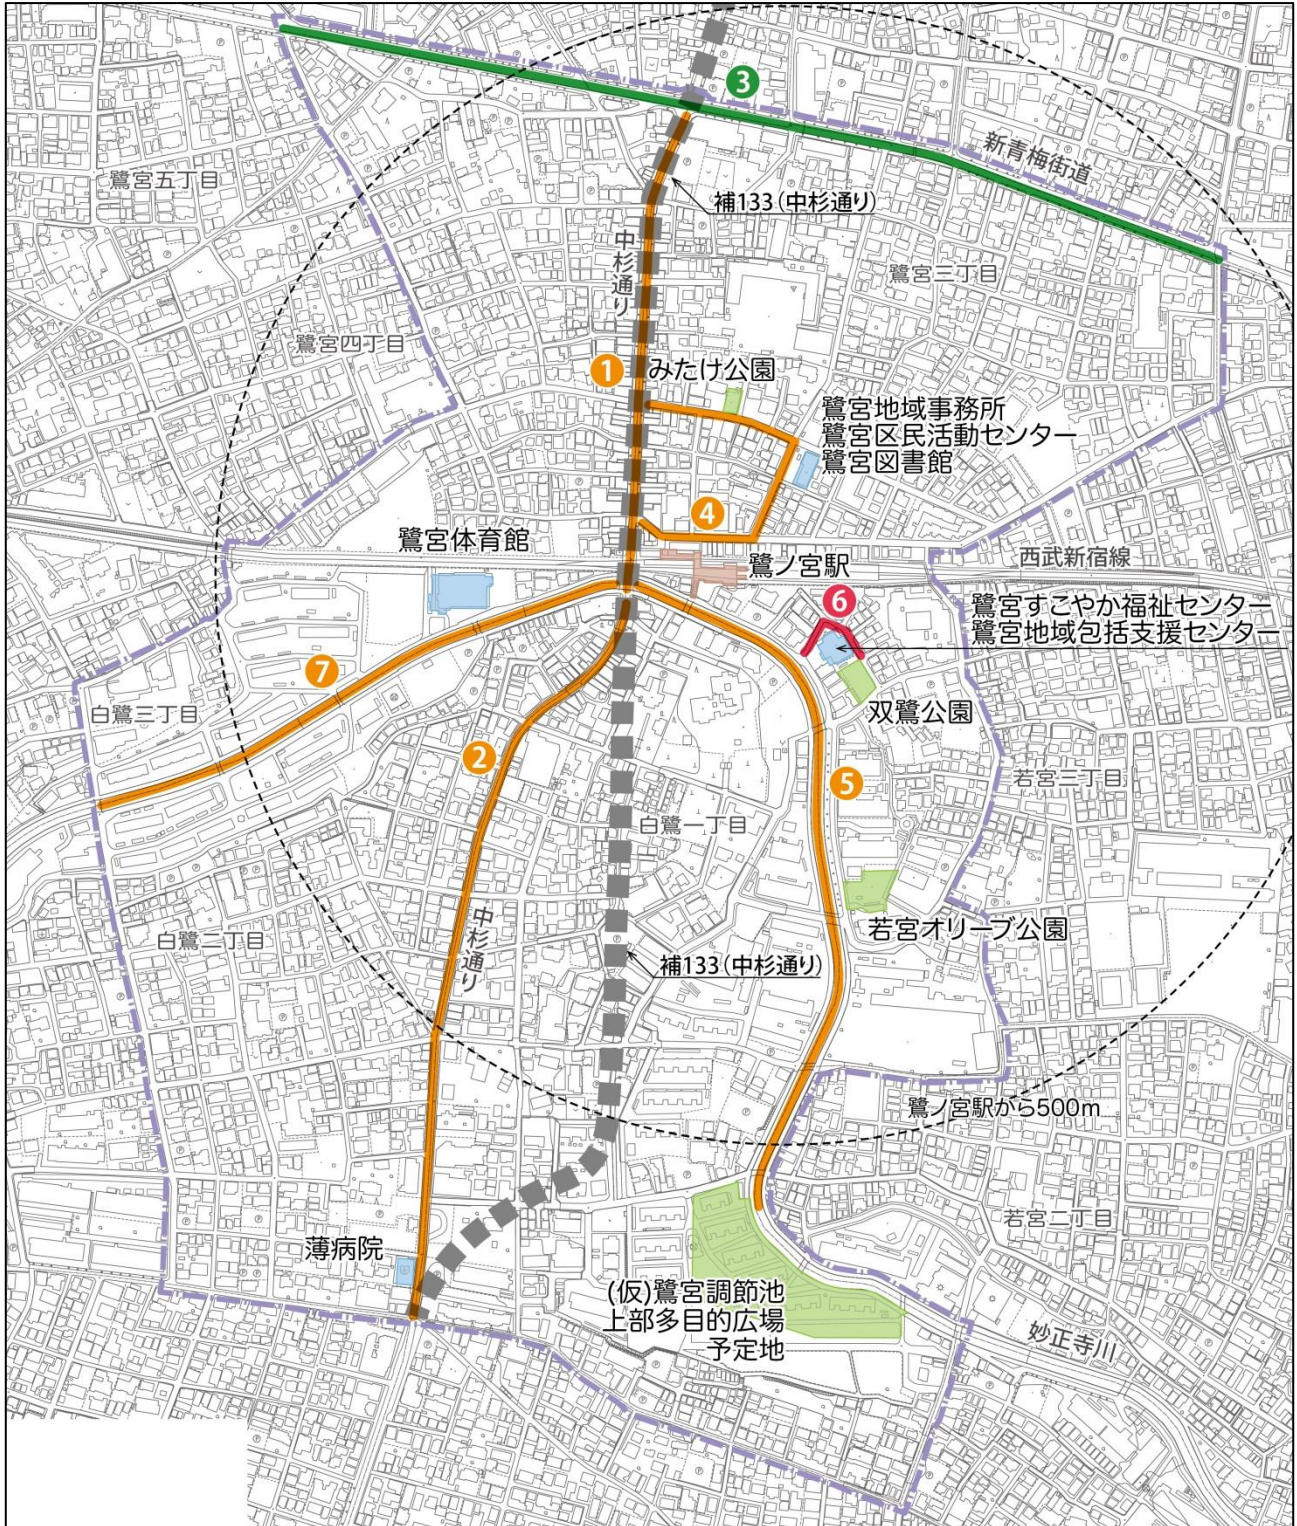 3
新青梅街道
鷺宮五丁目
補133(中杉通り)
中杉通り
鷺宮三丁目
鷺宮四丁目
1
みたけ公園
鷺宮地域事務所
鷺宮区民活動センター
鷺宮図書館
4
鷺宮体育館
鷺ノ宮駅
西武新宿線
6
鷺宮すこやか福祉センター
鷺宮地域包括支援センター
7
白鷺三丁目
双鷺公園
2
5
若宮三丁目
白鷺一丁目
中杉通り
白鷺二丁目
若宮オリーブ公園
補133(中杉通り)
鷺ノ宮駅から500m
若宮二丁目
薄病院
(仮)鷺宮調節池
上部多目的広場
予定地
妙正寺川